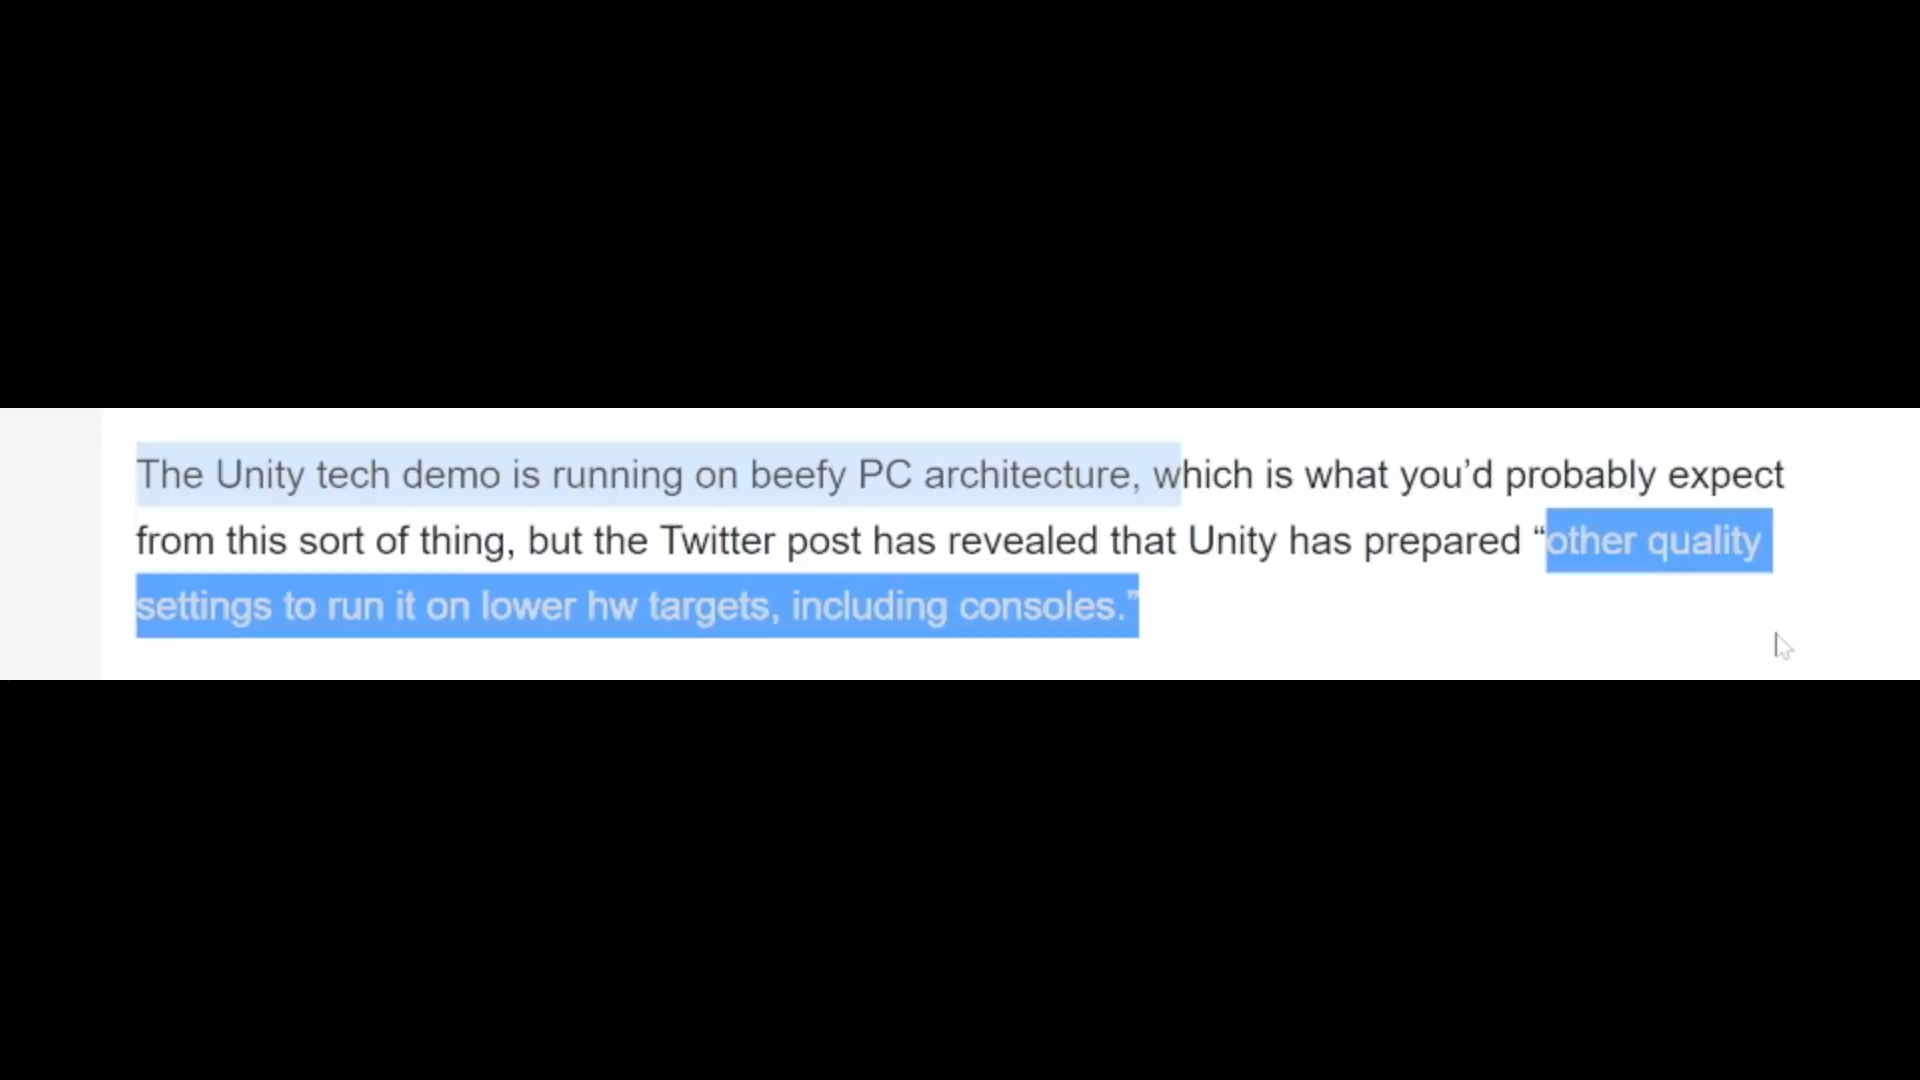 The Unity tech demo is running on beefy PC architecture, which is what you’d probably expect
from this sort of thing, but the Twitter post has revealed that Unity has prepared “other quality
settings to run it on lower hw targets, including consoles.”